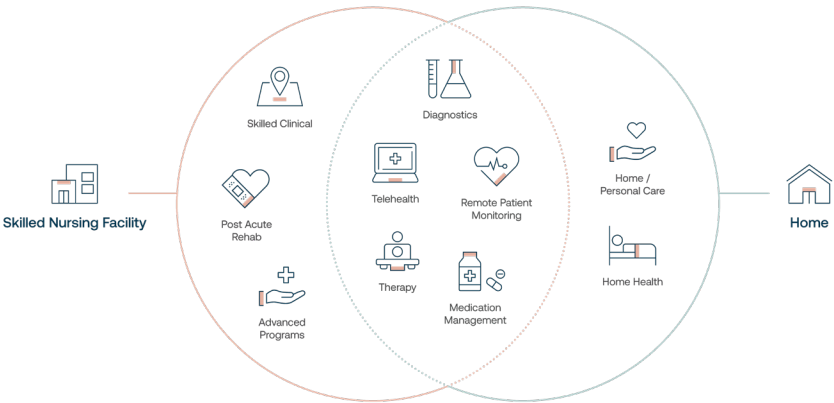 Skilled Nursing Facility
Skilled Clinical
Post Acute
Rehab
Advanced
Programs
Diagnostics
Telehealth
Remote Patient
Monitoring
Therapy
Medication
Management
Home /
Personal Care
Home Health
Home